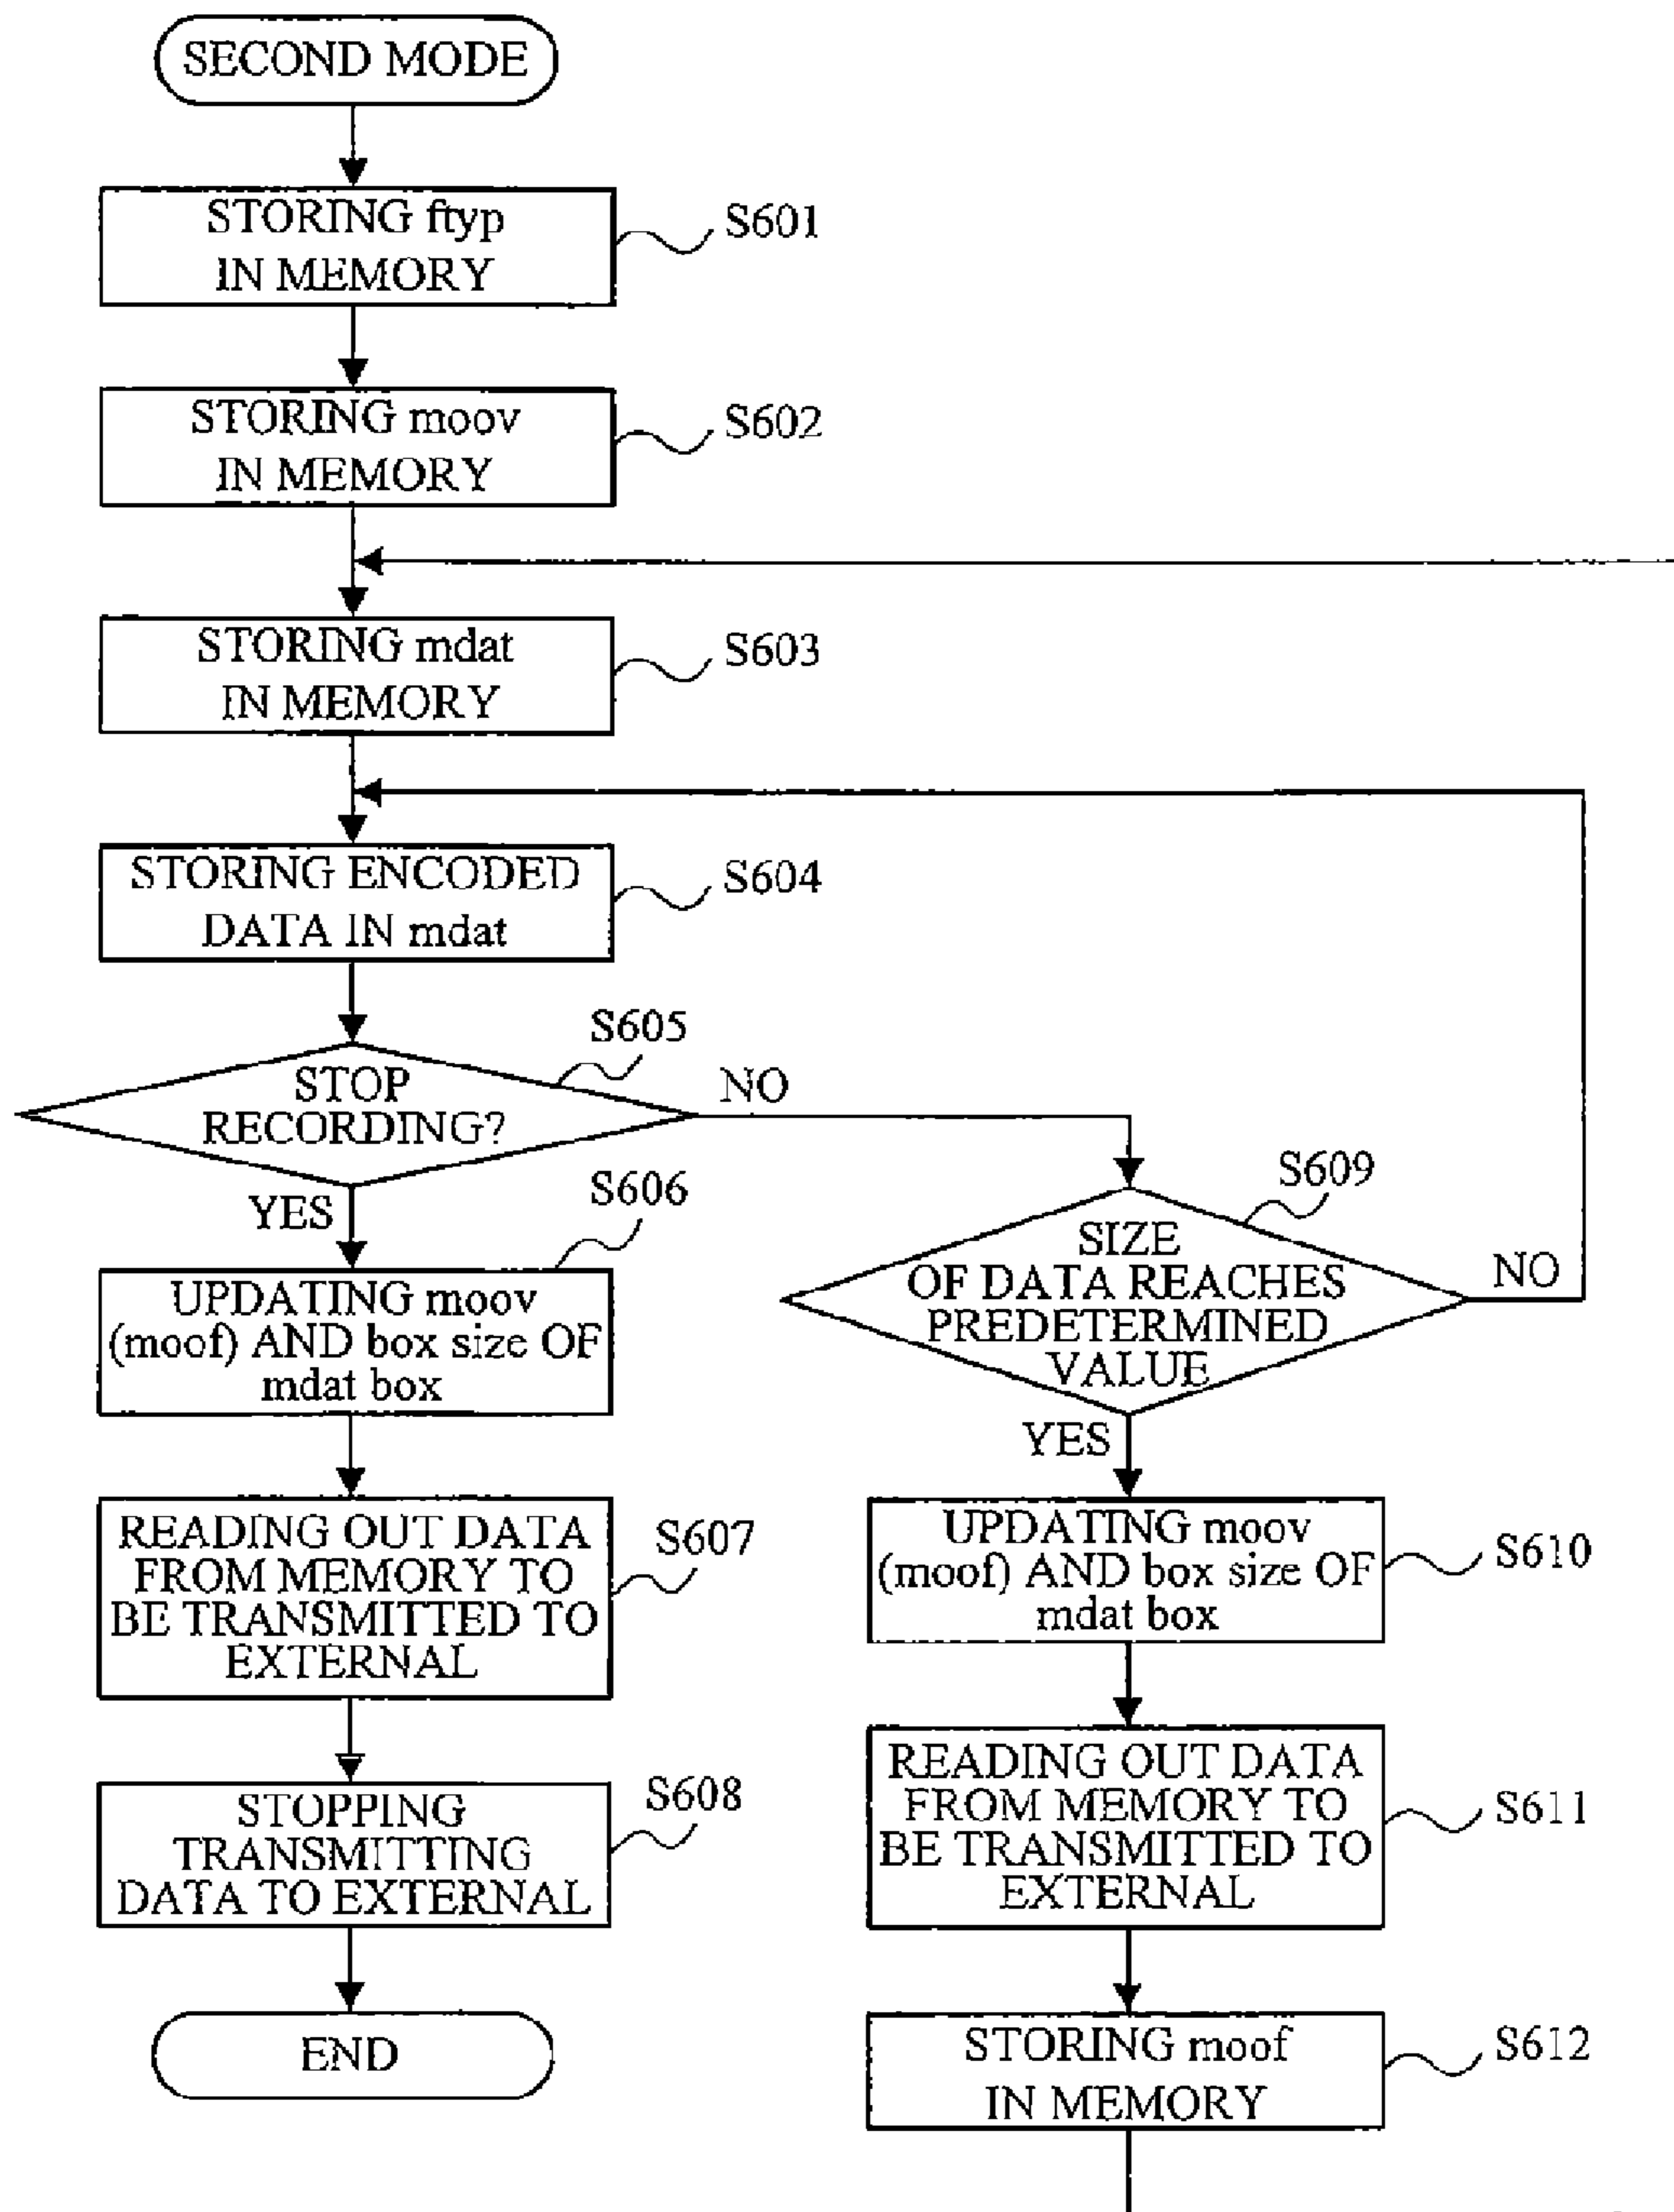 SECOND MODE
STORING ftyp
IN MEMORY
S601
STORING moov
IN MEMORY
S602
STORING mdat
IN MEMORY
S603
STORING ENCODED
DATA IN mdat
S604
STOP
RECORDING?
S605
NO
YES
UPDATING moov
(moof) AND box size OF
mdat box
S606
READING OUT DATA
FROM MEMORY TO
BE TRANSMITTED TO
EXTERNAL
S607
STOPPING
TRANSMITTING
DATA TO EXTERNAL
S608
END
SIZE
OF DATA REACHES
PREDETERMINED
VALUE
S609
NO
YES
UPDATING moov
(moof) AND box size OF
mdat box
S610
READING OUT DATA
FROM MEMORY TO
BE TRANSMITTED TO
EXTERNAL
S611
STORING moof
IN MEMORY
S612